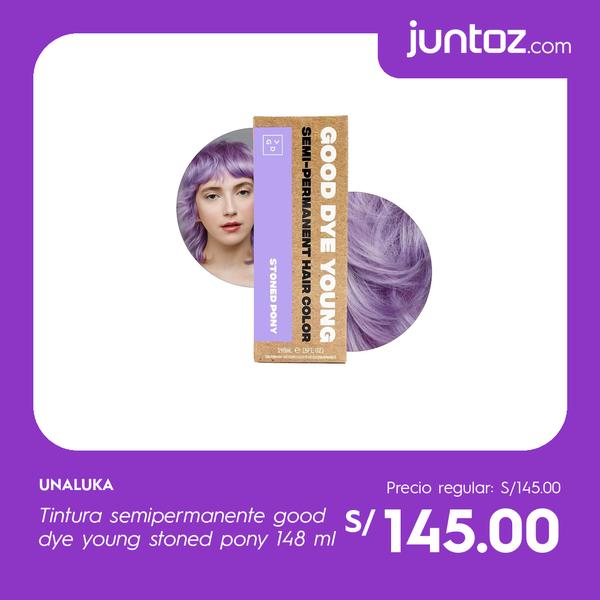 juntoz.com
GOOD DYE YOUNG
SEMI-PERMANENT HAIR COLOR
STONED PONY
UNALUKA
Tintura semipermanente good
dye young stoned pony 148 ml
Precio regular: S/145.00
S/145.00